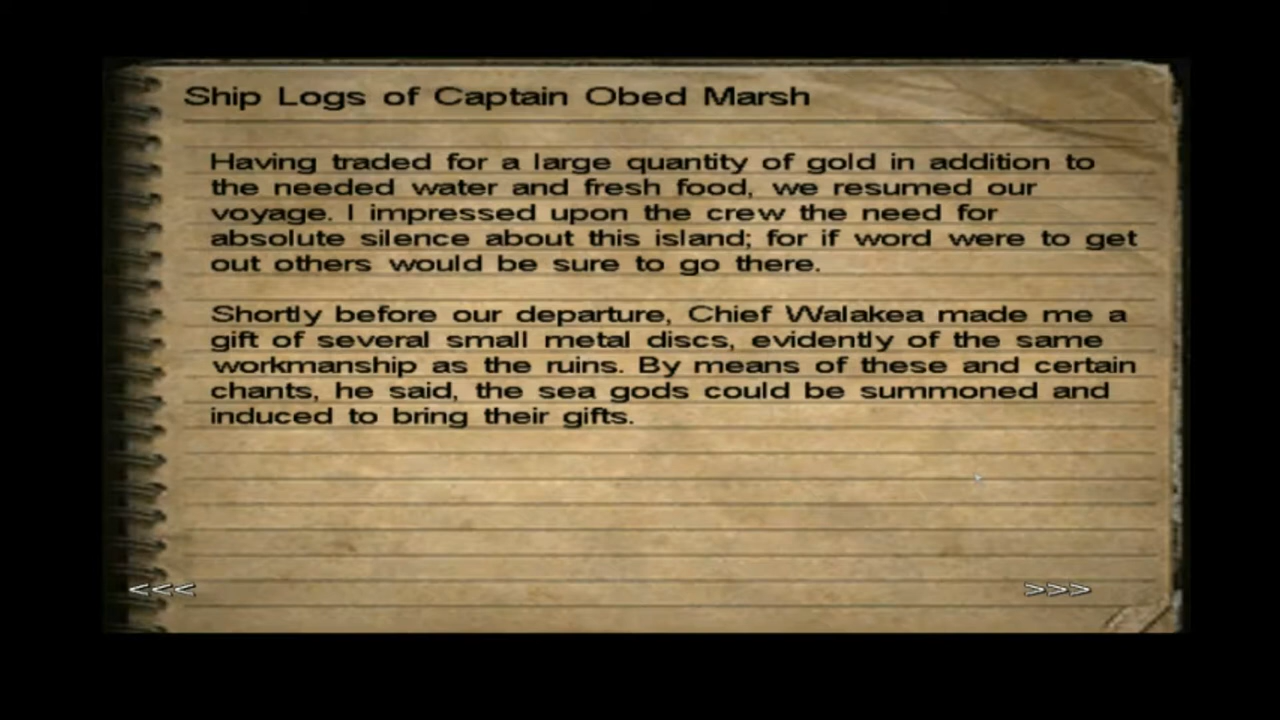 Ship Logs of Captain Obed Marsh
Having traded for a large quantity of gold in addition to
the needed water and fresh food, we resumed our
voyage. I impressed upon the crew the need for
absolute silence about this island; for if word were to get
out others would be sure to go there.
Shortly before our departure, Chief Walakea made me a
gift of several small metal discs, evidently of the same
workmanship as the ruins. By means of these and certain
chants, he said, the sea gods could be summoned and
induced to bring their gifts.
<<< >>>